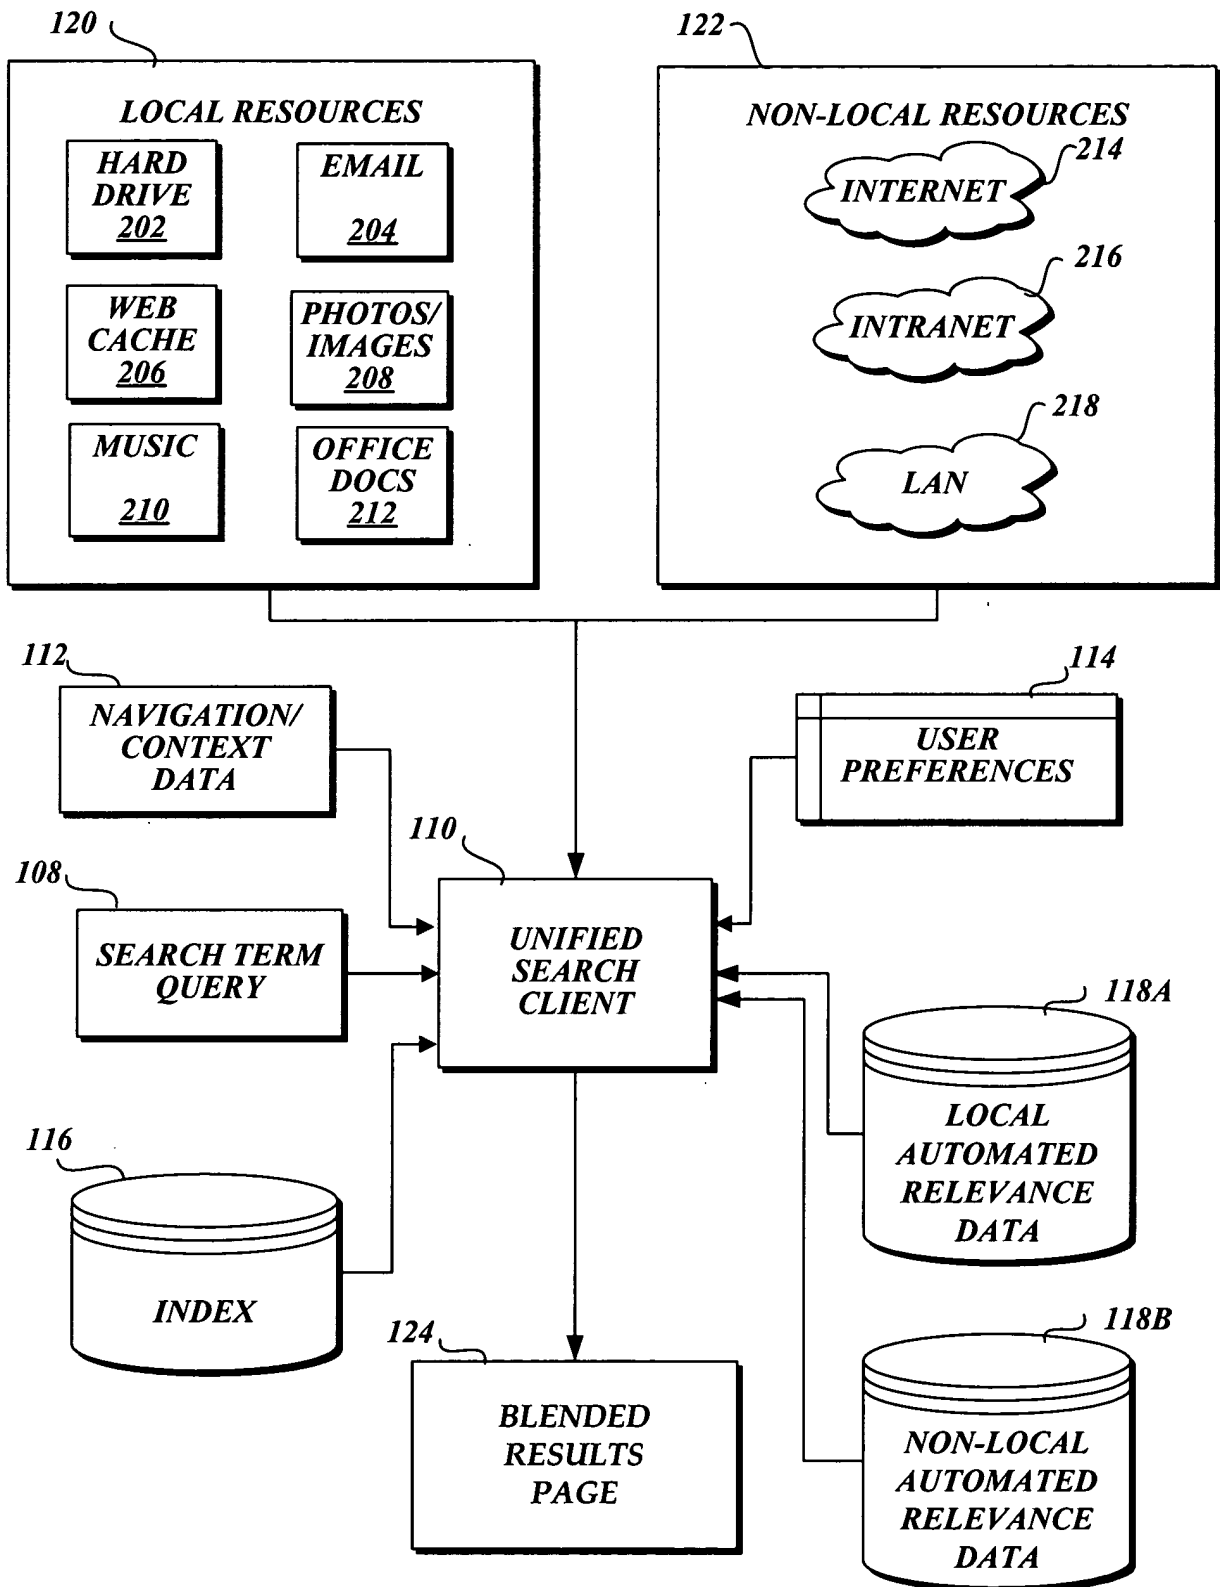 120
LOCAL RESOURCES
HARD
DRIVE
202
EMAIL
204
WEB
CACHE
206
PHOTOS/
IMAGES
208
MUSIC
210
OFFICE
DOCS
212
122
NON-LOCAL RESOURCES
214
INTERNET
216
INTRANET
218
LAN
112
NAVIGATION/
CONTEXT
DATA
114
USER
PREFERENCES
110
UNIFIED
SEARCH
CLIENT
108
SEARCH TERM
QUERY
118A
LOCAL
AUTOMATED
RELEVANCE
DATA
116
INDEX
124
BLENDED
RESULTS
PAGE
118B
NON-LOCAL
AUTOMATED
RELEVANCE
DATA